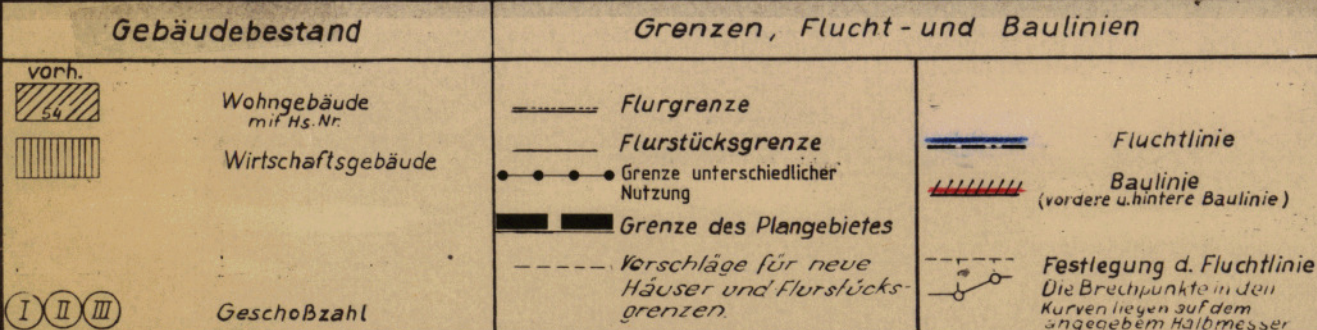 Gebäudebestand
vorh.
54
Wohngebäude
mit Hs. Nr.
Wirtschaftsgebäude
I II III
Geschoßzahl
Grenzen, Flucht- und Baulinien
Flurgrenze
Flurstücksgrenze
Grenze unterschiedlicher
Nutzung
Grenze des Plangebietes
Vorschläge für neue
Häuser und Flurstücks-
grenzen.
Fluchtlinie
Baulinie
(vordere u. hintere Baulinie)
Festlegung d. Fluchtlinie
Die Brechpunkte in den
Kurven liegen auf dem
angegebem Halbmesser